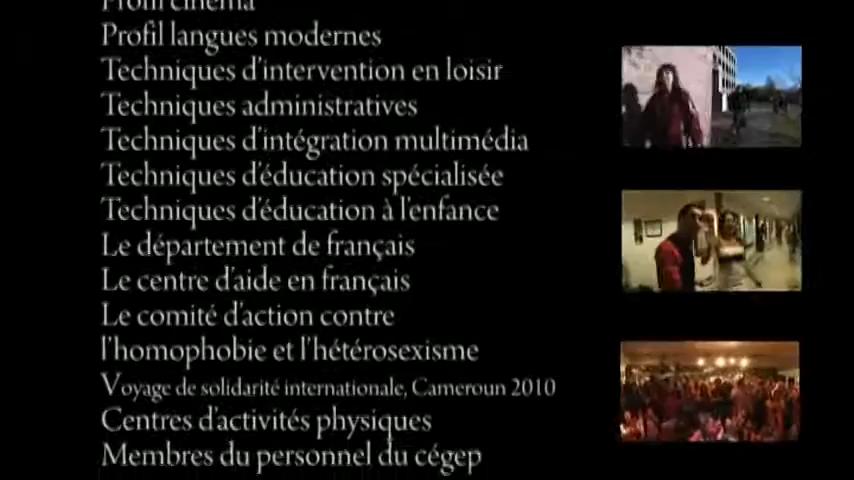 Profil cinéma
Profil langues modernes
Techniques d'intervention en loisir
Techniques administratives
Techniques d'intégration multimédia
Techniques d'éducation spécialisée
Techniques d'éducation à l'enfance
Le département de français
Le centre d'aide en français
Le comité d'action contre
l'homophobie et l'hétérosexisme
Voyage de solidarité internationale, Cameroun 2010
Centres d'activités physiques
Membres du personnel du cégep